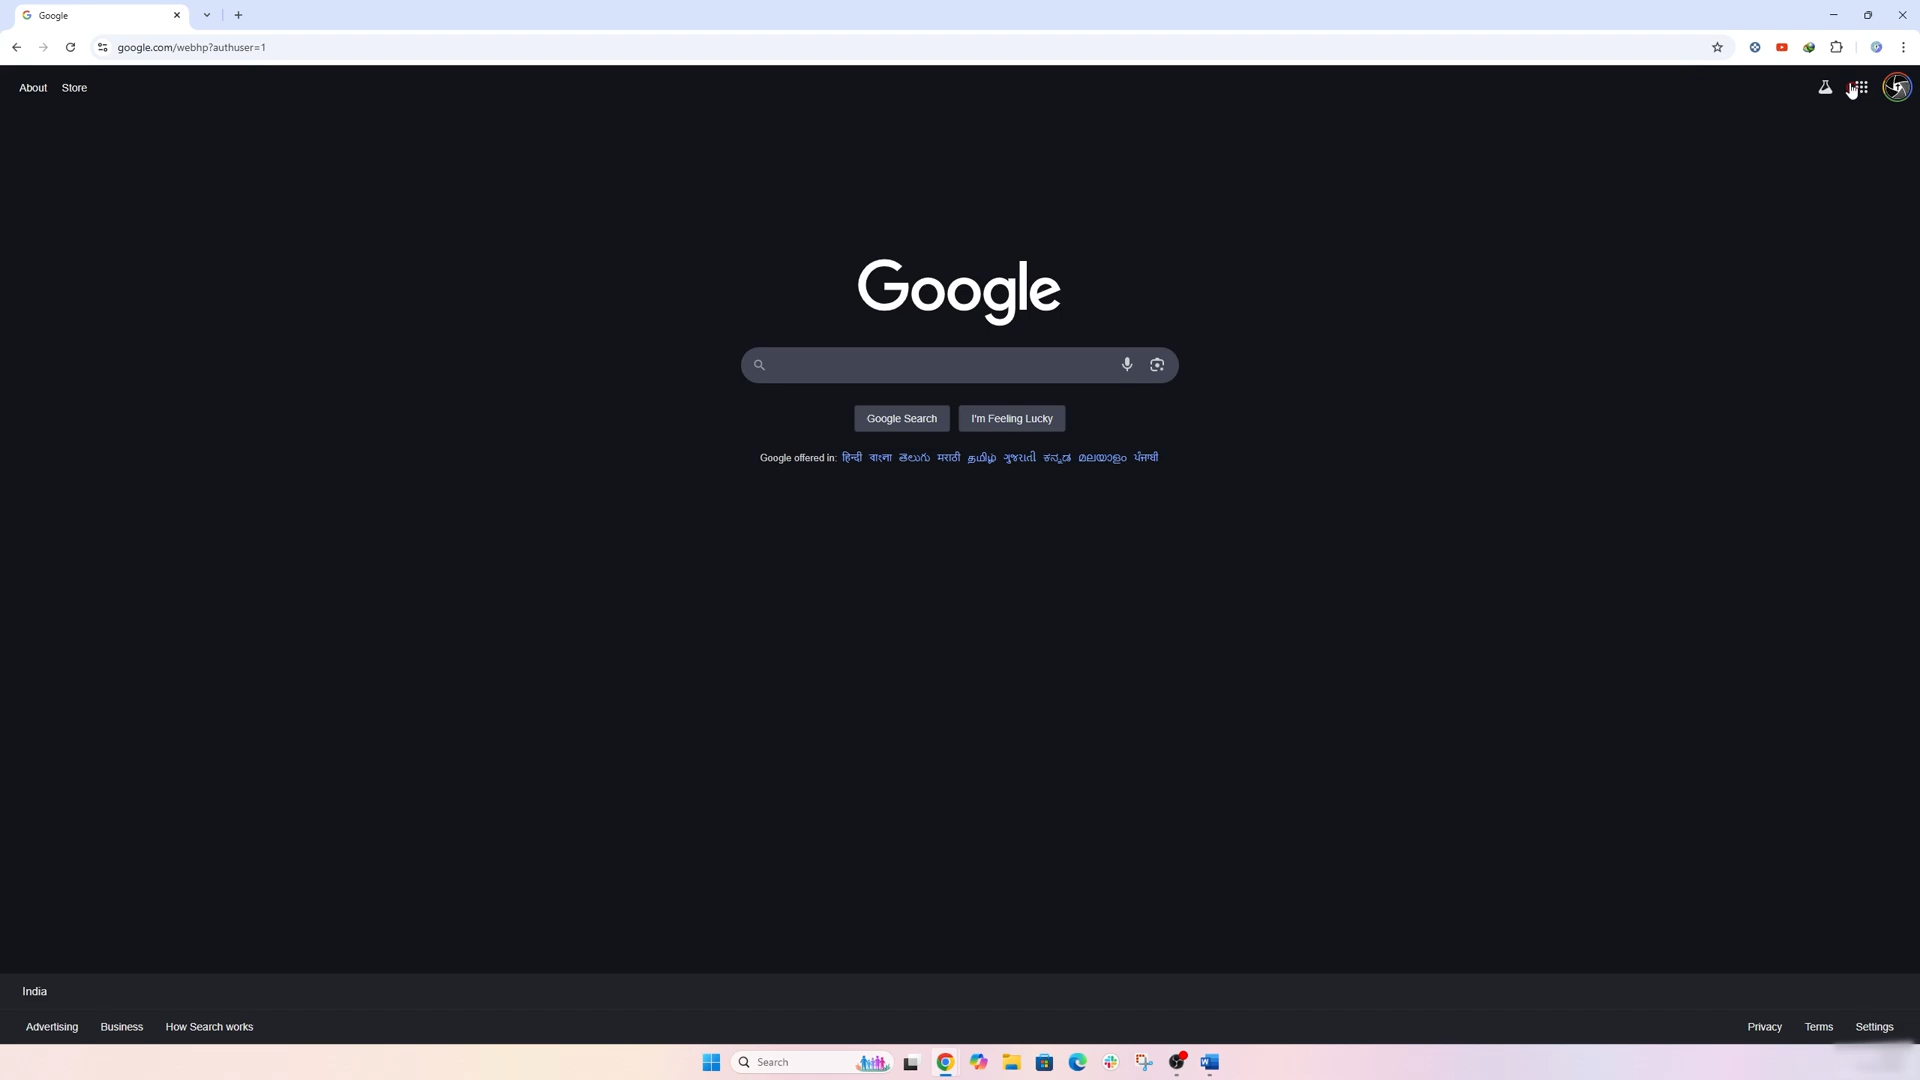 Google
google.com/webhp?authuser=1
About Store
Google
Google Search I'm Feeling Lucky
Google offered in: हिन्दी বাংলা తెలుగు मराठी தமிழ் ગુજરાતી ಕನ್ನಡ മലയാളം ਪੰਜਾਬੀ
India
Advertising Business How Search works Privacy Terms Settings
Search